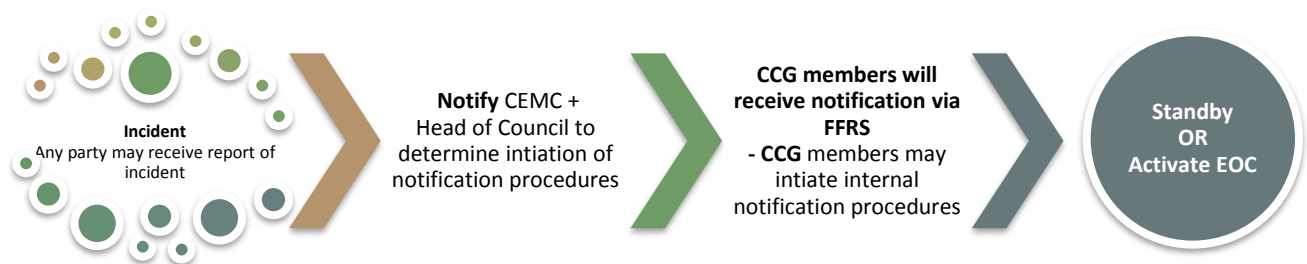 Incident
Any party may receive report of
incident
Notify CEMC +
Head of Council to
determine intiation of
notification procedures
CCG members will
receive notification via
FFRS
- CCG members may
intiate internal
notification procedures
Standby
OR
Activate EOC